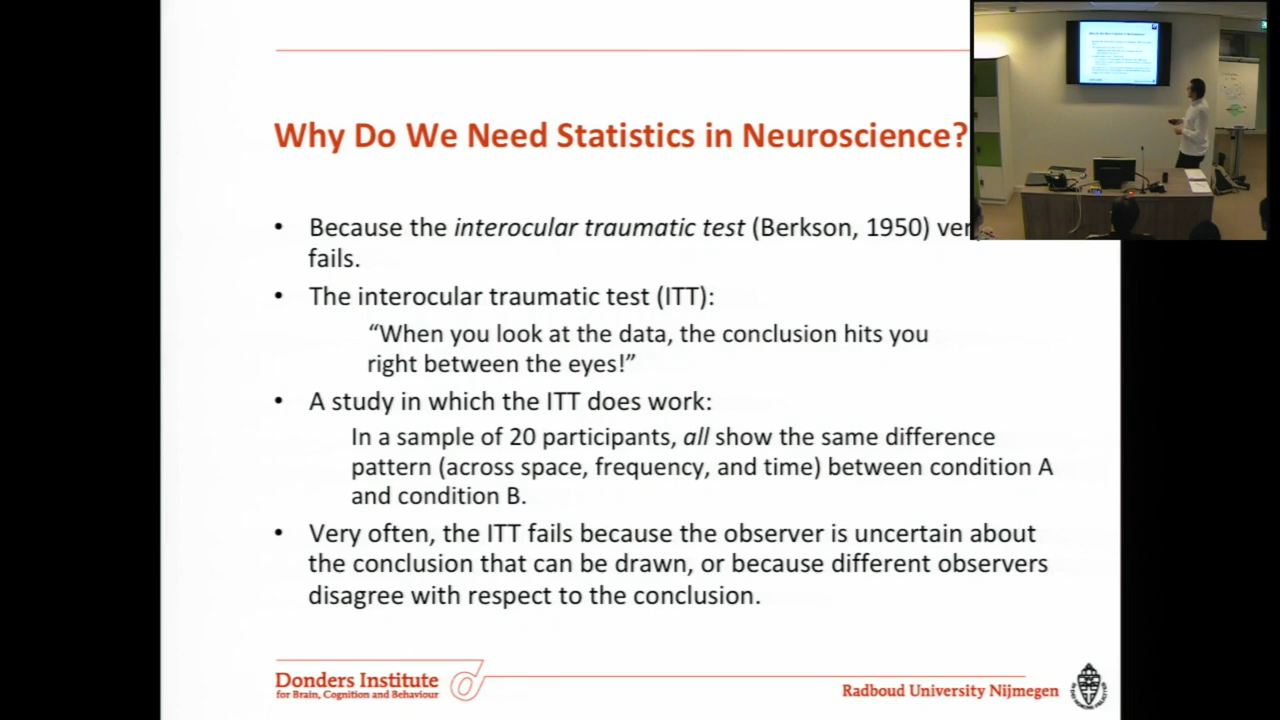 Why Do We Need Statistics in Neuroscience?
• Because the interocular traumatic test (Berkson, 1950)
fails.
• The interocular traumatic test (ITT):
“When you look at the data, the conclusion hits you
right between the eyes!”
• A study in which the ITT does work:
In a sample of 20 participants, all show the same difference
pattern (across space, frequency, and time) between condition A
and condition B.
• Very often, the ITT fails because the observer is uncertain about
the conclusion that can be drawn, or because different observers
disagree with respect to the conclusion.
Donders Institute
for Brain, Cognition and Behaviour
Radboud University Nijmegen